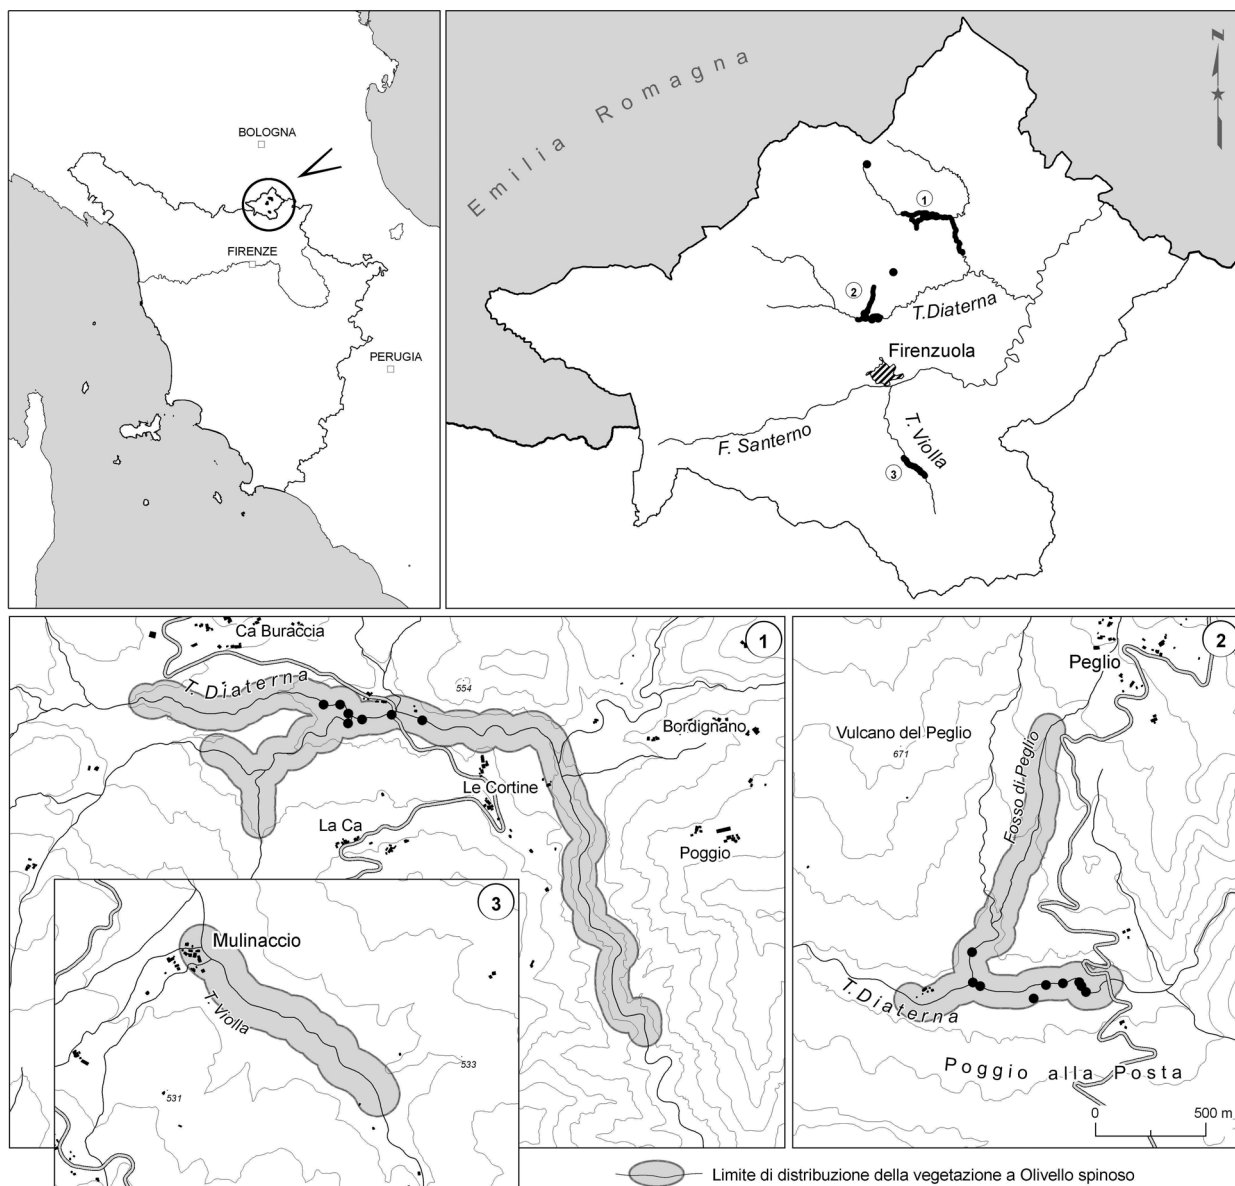 BOLOGNA
FIRENZE
PERUGIA
Emilia Romagna
N
1
2
T.Diaterna
Firenzuola
F. Santerno
T. Violla
3
1
Ca Buraccia
T. Diaterna
554
Bordignano
Le Cortine
La Ca
Poggio
3
Mulinaccio
T. Violla
533
531
2
Peglio
Vulcano del Peglio
671
Fosso di Peglio
T. Diaterna
Poggio alla Posta
0 500 m
Limite di distribuzione della vegetazione a Olivello spinoso